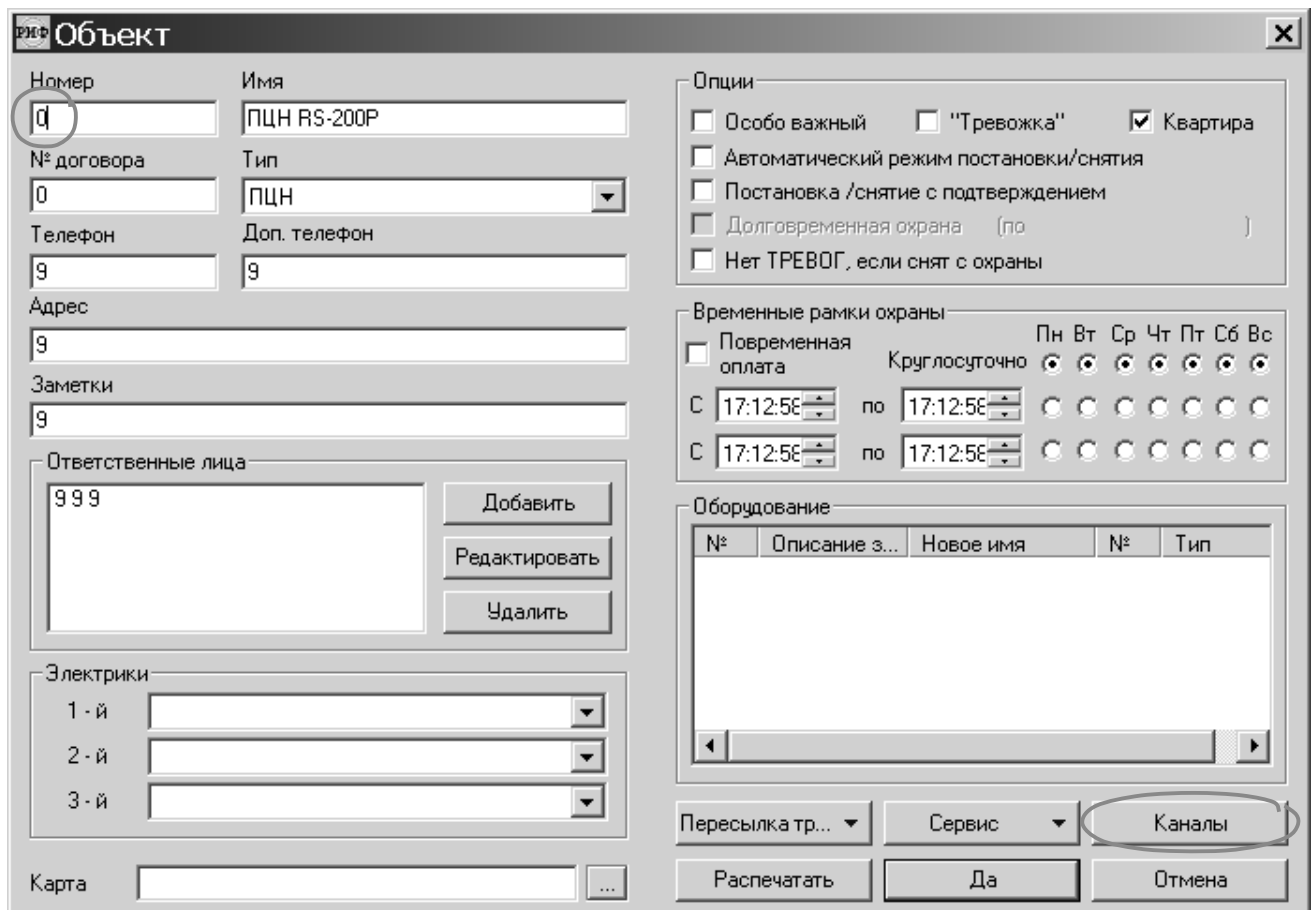 РИФ Объект
Номер Имя
0 ПЦН RS-200P
№ договора Тип
0 ПЦН
Телефон Доп. телефон
9 9
Адрес
9
Заметки
9
Ответственные лица
9 9 9
Добавить
Редактировать
Удалить
Электрики
1 - й
2 - й
3 - й
Карта ...
Опции
Особо важный "Тревожка" Квартира
Автоматический режим постановки/снятия
Постановка /снятие с подтверждением
Долговременная охрана (по )
Нет ТРЕВОГ, если снят с охраны
Временные рамки охраны
Повременная оплата Круглосуточно Пн Вт Ср Чт Пт Сб Вс
С 17:12:58 по 17:12:58
С 17:12:58 по 17:12:58
Оборудование
№ Описание з... Новое имя № Тип
Пересылка тр... Сервис Каналы
Распечатать Да Отмена